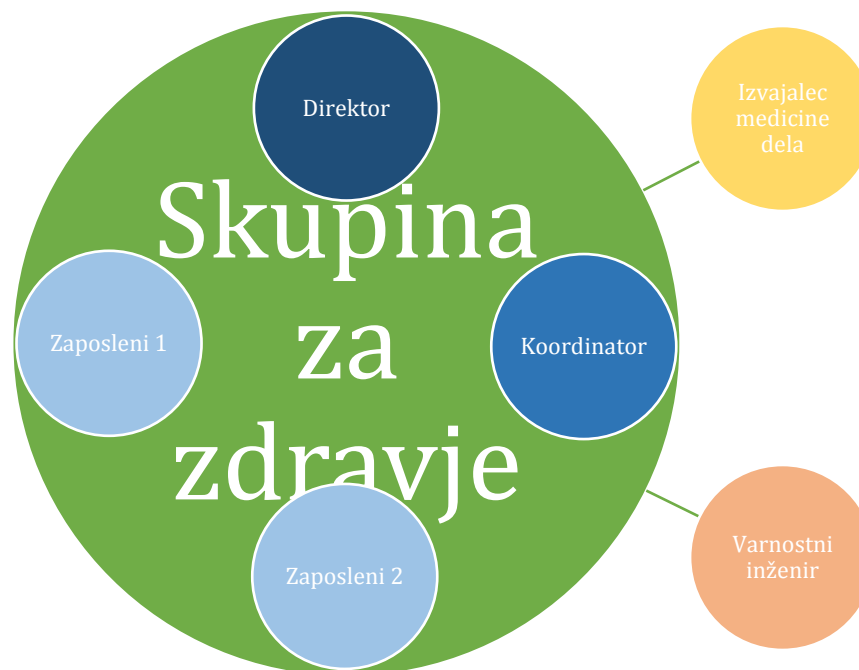 Direktor
Izvajalec
medicine
dela
Skupina
za
zdravje
Zaposleni 1
Koordinator
Zaposleni 2
Varnostni
inženir